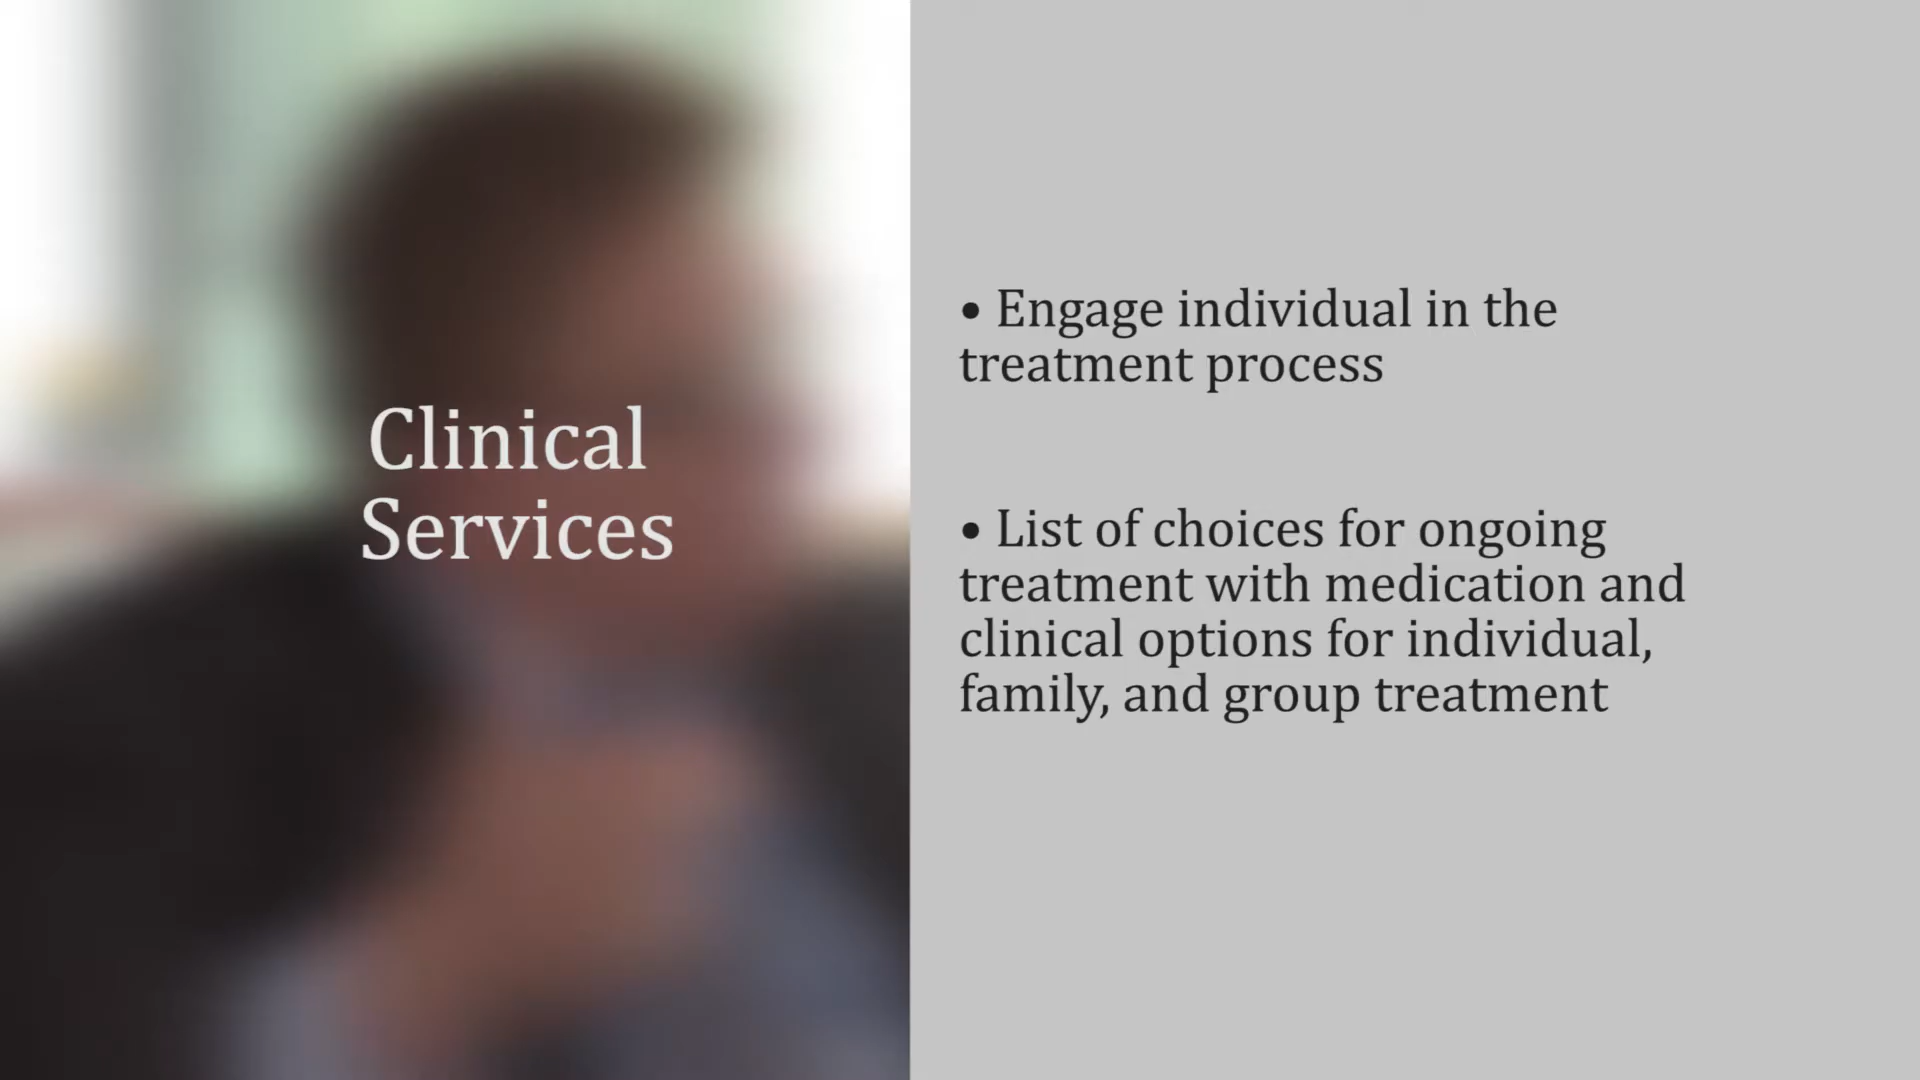 Clinical
Services
• Engage individual in the
treatment process
• List of choices for ongoing
treatment with medication and
clinical options for individual,
family, and group treatment